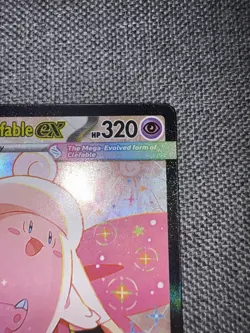 fable ex HP 320
The Mega-Evolved form of
Clefable